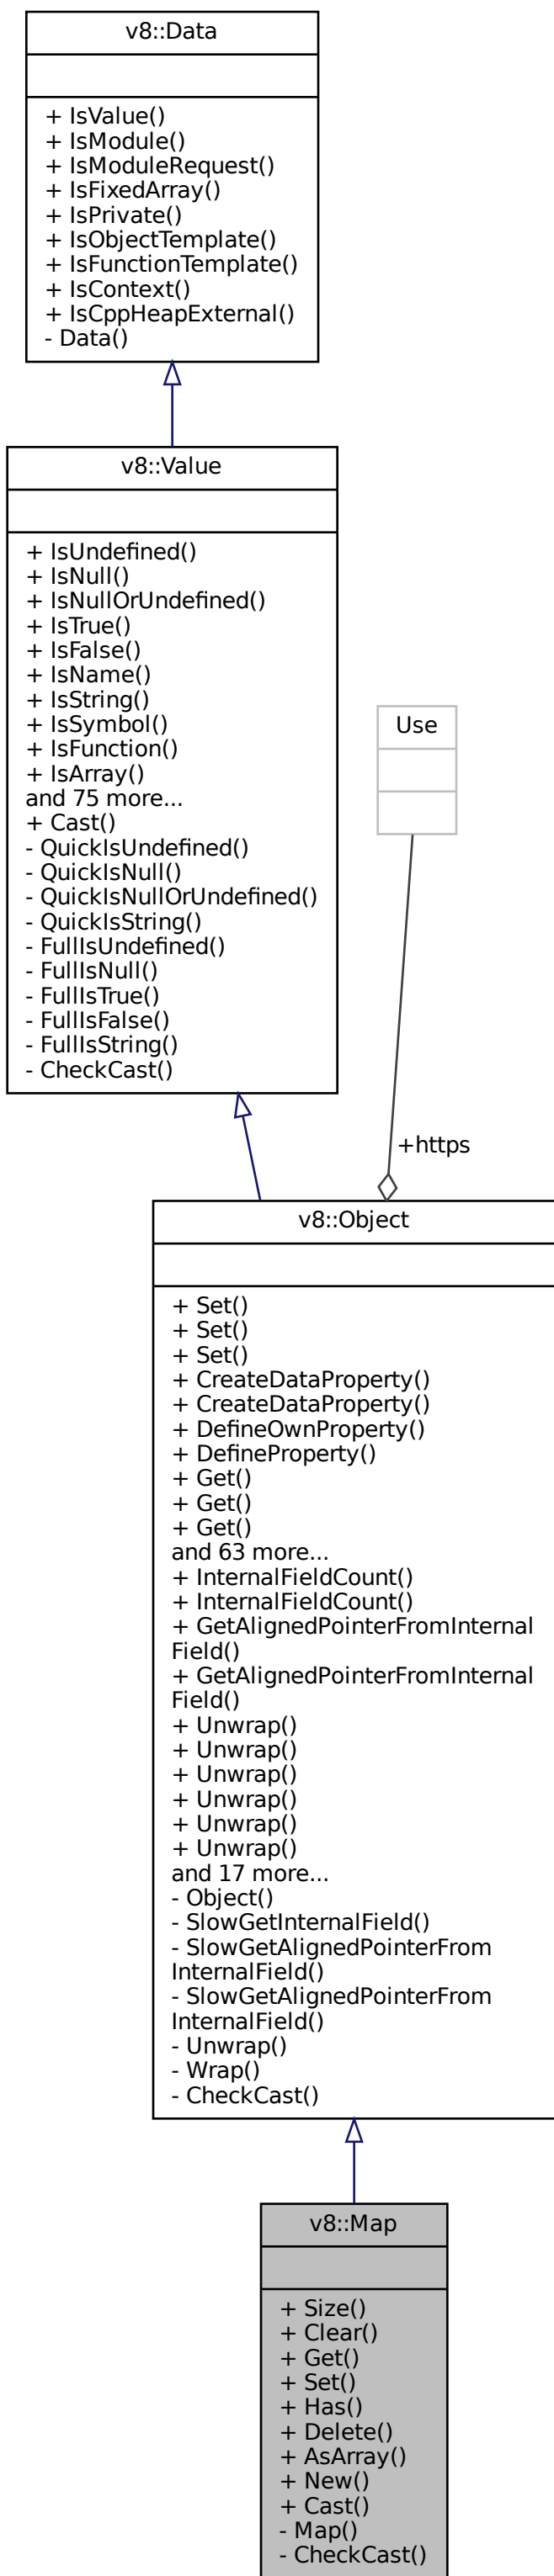 v8::Data
+ IsValue()
+ IsModule()
+ IsModuleRequest()
+ IsFixedArray()
+ IsPrivate()
+ IsObjectTemplate()
+ IsFunctionTemplate()
+ IsContext()
+ IsCppHeapExternal()
- Data()
v8::Value
+ IsUndefined()
+ IsNull()
+ IsNullOrUndefined()
+ IsTrue()
+ IsFalse()
+ IsName()
+ IsString()
+ IsSymbol()
+ IsFunction()
+ IsArray()
and 75 more...
+ Cast()
- QuickIsUndefined()
- QuickIsNull()
- QuickIsNullOrUndefined()
- QuickIsString()
- FullIsUndefined()
- FullIsNull()
- FullIsTrue()
- FullIsFalse()
- FullIsString()
- CheckCast()
Use
+https
v8::Object
+ Set()
+ Set()
+ Set()
+ CreateDataProperty()
+ CreateDataProperty()
+ DefineOwnProperty()
+ DefineProperty()
+ Get()
+ Get()
+ Get()
and 63 more...
+ InternalFieldCount()
+ InternalFieldCount()
+ GetAlignedPointerFromInternal
Field()
+ GetAlignedPointerFromInternal
Field()
+ Unwrap()
+ Unwrap()
+ Unwrap()
+ Unwrap()
+ Unwrap()
+ Unwrap()
and 17 more...
- Object()
- SlowGetInternalField()
- SlowGetAlignedPointerFrom
InternalField()
- SlowGetAlignedPointerFrom
InternalField()
- Unwrap()
- Wrap()
- CheckCast()
v8::Map
+ Size()
+ Clear()
+ Get()
+ Set()
+ Has()
+ Delete()
+ AsArray()
+ New()
+ Cast()
- Map()
- CheckCast()